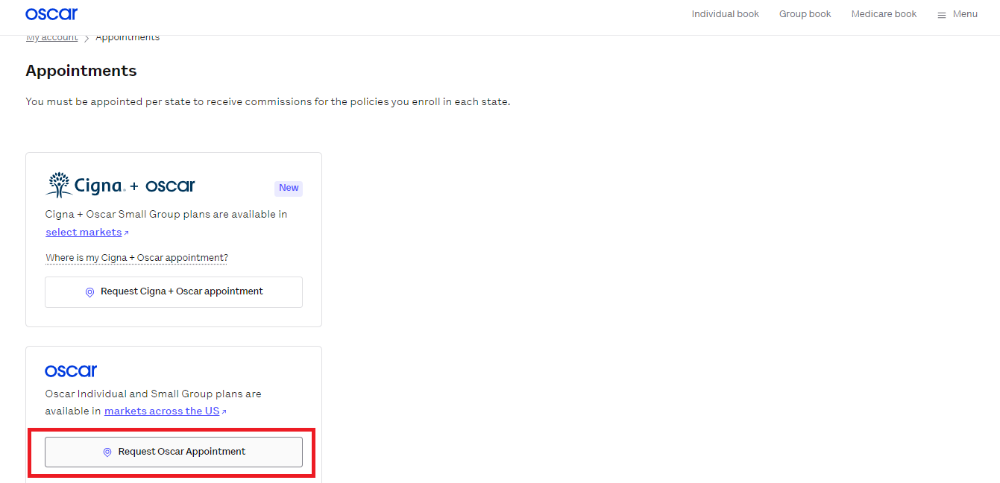 oscar
Individual book Group book Medicare book Menu
My account > Appointments
Appointments
You must be appointed per state to receive commissions for the policies you enroll in each state.
Cigna. + oscar
New
Cigna + Oscar Small Group plans are available in
select markets ↗
Where is my Cigna + Oscar appointment?
Request Cigna + Oscar appointment
oscar
Oscar Individual and Small Group plans are
available in markets across the US ↗
Request Oscar Appointment